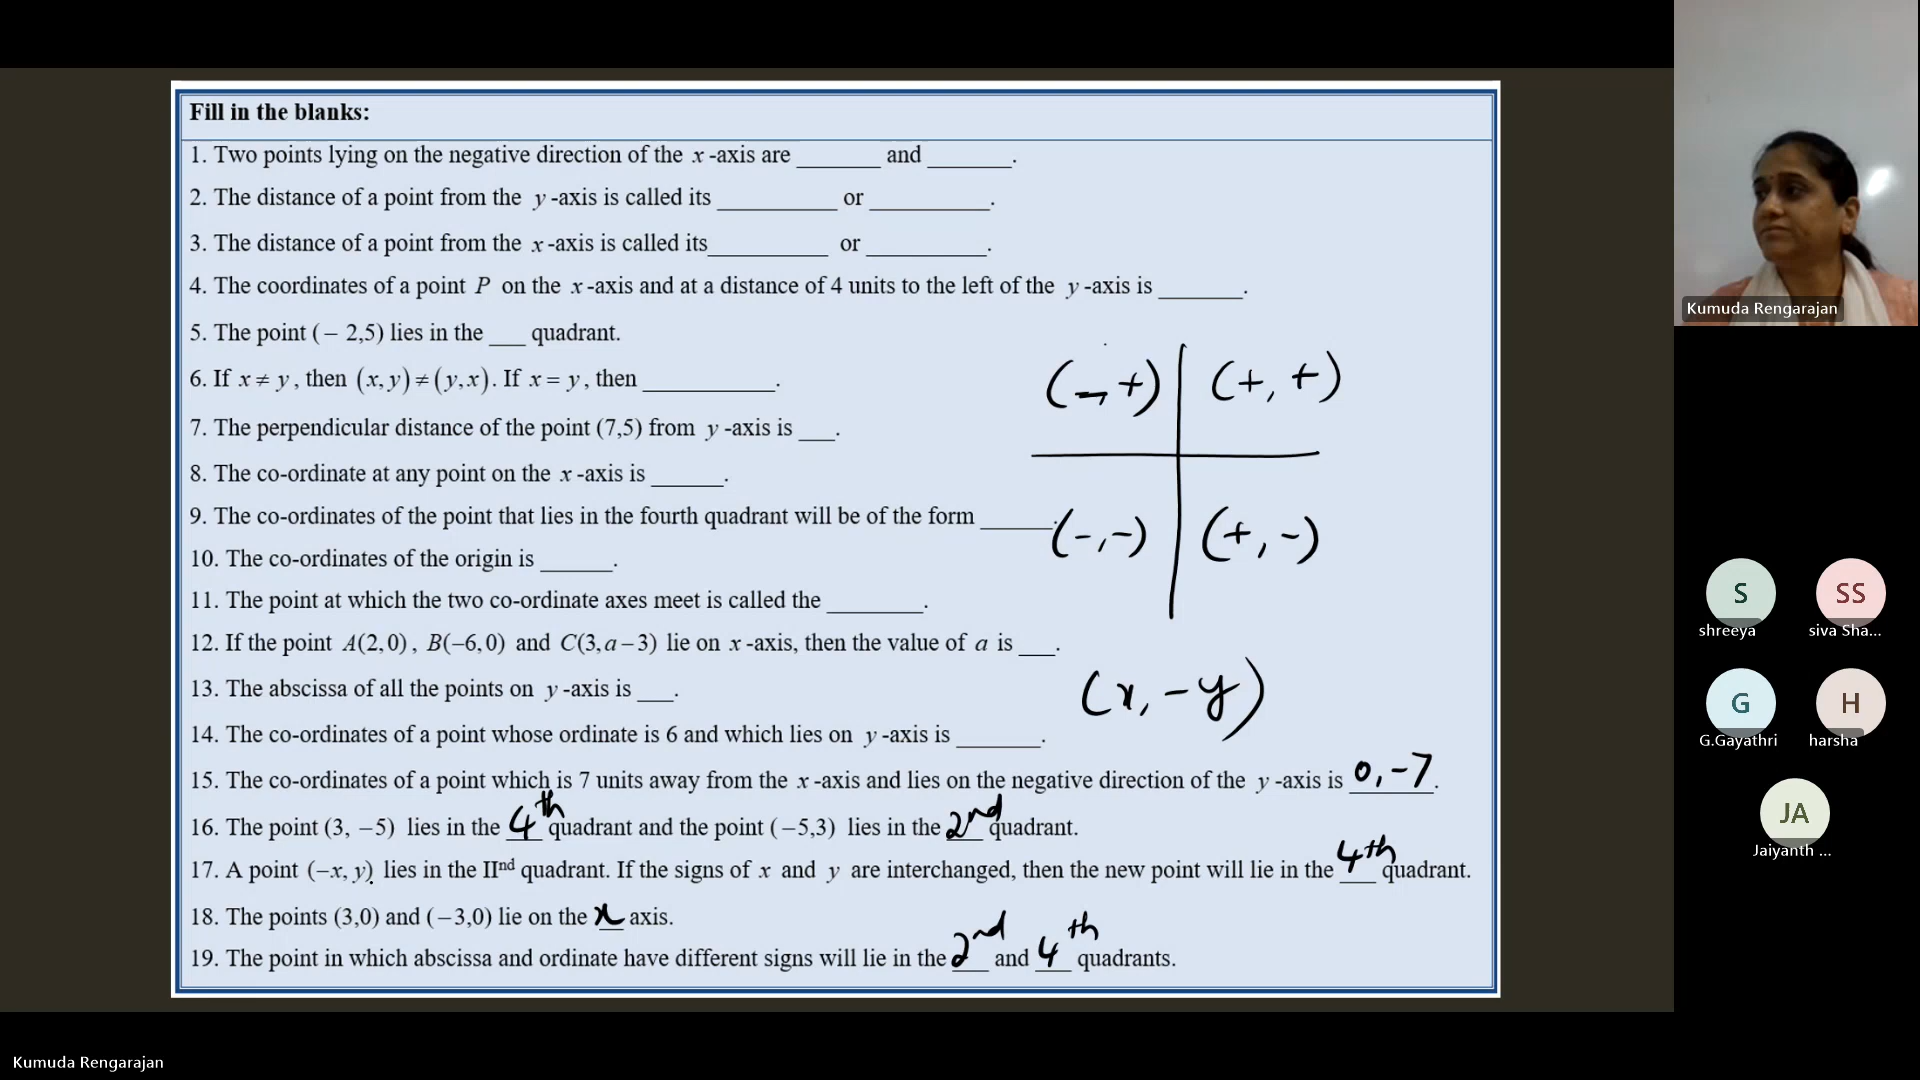 Fill in the blanks:
1. Two points lying on the negative direction of the x-axis are _______ and _______.
2. The distance of a point from the y-axis is called its __________ or __________.
3. The distance of a point from the x-axis is called its__________ or __________.
4. The coordinates of a point P on the x-axis and at a distance of 4 units to the left of the y-axis is _______.
5. The point (− 2,5) lies in the ___ quadrant.
6. If x ≠ y, then (x,y) ≠ (y,x). If x = y, then ___________.
7. The perpendicular distance of the point (7,5) from y-axis is ___.
8. The co-ordinate at any point on the x-axis is ______.
9. The co-ordinates of the point that lies in the fourth quadrant will be of the form ______.
10. The co-ordinates of the origin is ______.
11. The point at which the two co-ordinate axes meet is called the ________.
12. If the point A(2,0), B(−6,0) and C(3,a−3) lie on x-axis, then the value of a is ___.
13. The abscissa of all the points on y-axis is ___.
14. The co-ordinates of a point whose ordinate is 6 and which lies on y-axis is _______.
15. The co-ordinates of a point which is 7 units away from the x-axis and lies on the negative direction of the y-axis is 0, -7.
16. The point (3, −5) lies in the 4th quadrant and the point (−5,3) lies in the 2nd quadrant.
17. A point (−x, y) lies in the IInd quadrant. If the signs of x and y are interchanged, then the new point will lie in the 4th quadrant.
18. The points (3,0) and (−3,0) lie on the x axis.
19. The point in which abscissa and ordinate have different signs will lie in the 2nd and 4th quadrants.
(-, +) (+, +)
(-, -) (+, -)
(x, -y)
Kumuda Rengarajan
S SS
shreeya siva Sha...
G H
G.Gayathri harsha
JA
Jaiyanth ...
Kumuda Rengarajan